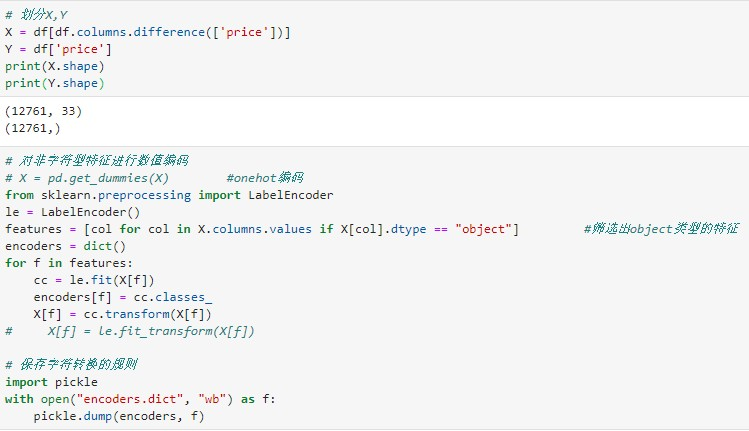 # 划分X,Y
X = df[df.columns.difference(['price'])]
Y = df['price']
print(X.shape)
print(Y.shape)
(12761, 33)
(12761,)
# 对非字符型特征进行数值编码
# X = pd.get_dummies(X)        #onehot编码
from sklearn.preprocessing import LabelEncoder
le = LabelEncoder()
features = [col for col in X.columns.values if X[col].dtype == "object"]         #筛选出object类型的特征
encoders = dict()
for f in features:
    cc = le.fit(X[f])
    encoders[f] = cc.classes_
    X[f] = cc.transform(X[f])
#     X[f] = le.fit_transform(X[f])
# 保存字符转换的规则
import pickle
with open("encoders.dict", "wb") as f:
    pickle.dump(encoders, f)